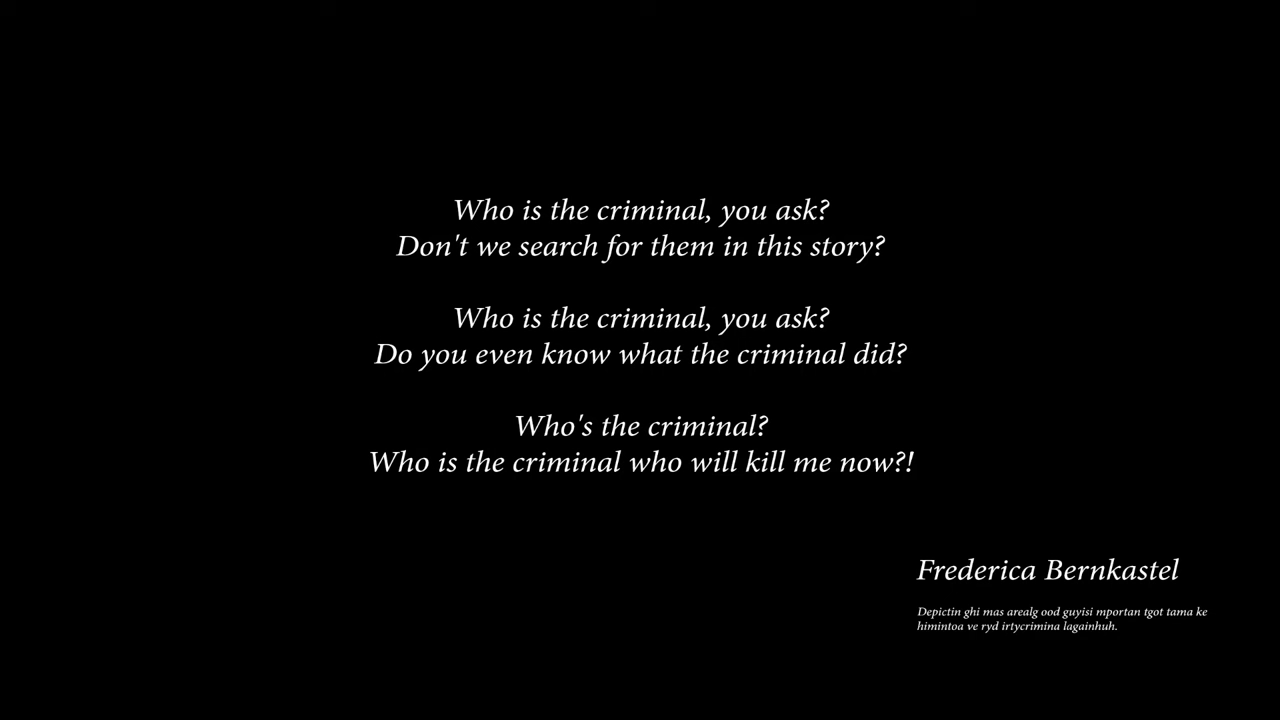 Who is the criminal, you ask?
Don't we search for them in this story?
Who is the criminal, you ask?
Do you even know what the criminal did?
Who's the criminal?
Who is the criminal who will kill me now?!
Frederica Bernkastel
Depictin ghi mas arealg ood guyisi mportan tgot tama ke
himintoa ve ryd irtycrimina lagainhuh.